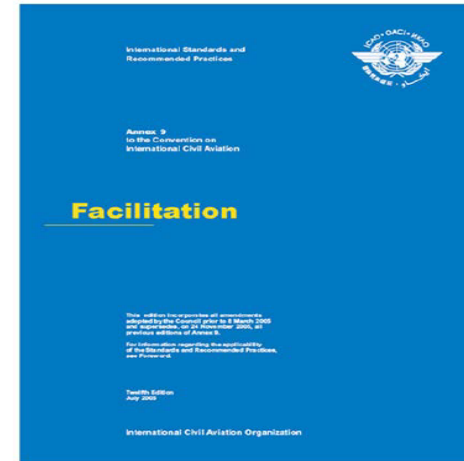 International Standards and
Recommended Practices
ICAO · OACI · ИКАО
Annex 9
to the Convention on
International Civil Aviation
Facilitation
This edition incorporates all amendments
adopted by the Council prior to 8 March 2005
and supersedes, on 24 November 2005, all
previous editions of Annex 9.
For information regarding the applicability
of the Standards and Recommended Practices,
see Foreword.
Twelfth Edition
July 2005
International Civil Aviation Organization